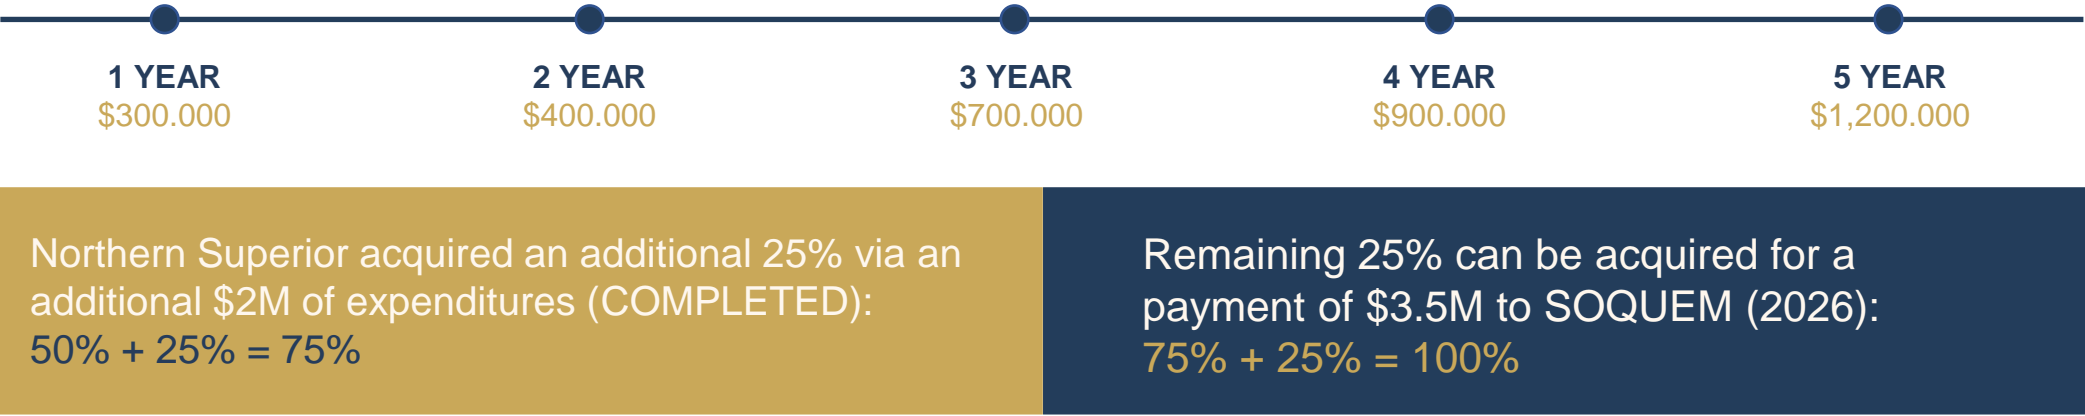 1 YEAR
$300.000
2 YEAR
$400.000
3 YEAR
$700.000
4 YEAR
$900.000
5 YEAR
$1,200.000
Northern Superior acquired an additional 25% via an
additional $2M of expenditures (COMPLETED):
50% + 25% = 75%
Remaining 25% can be acquired for a
payment of $3.5M to SOQUEM (2026):
75% + 25% = 100%